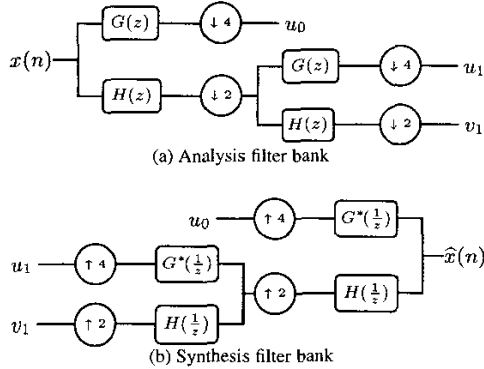 G(z) ↓ 4 u₀
x(n)
H(z) ↓ 2 G(z) ↓ 4 u₁
H(z) ↓ 2 v₁
(a) Analysis filter bank
u₀ ↑ 4 G*(1/z)
u₁ ↑ 4 G*(1/z) x̂(n)
↑ 2 H(1/z)
v₁ ↑ 2 H(1/z)
(b) Synthesis filter bank